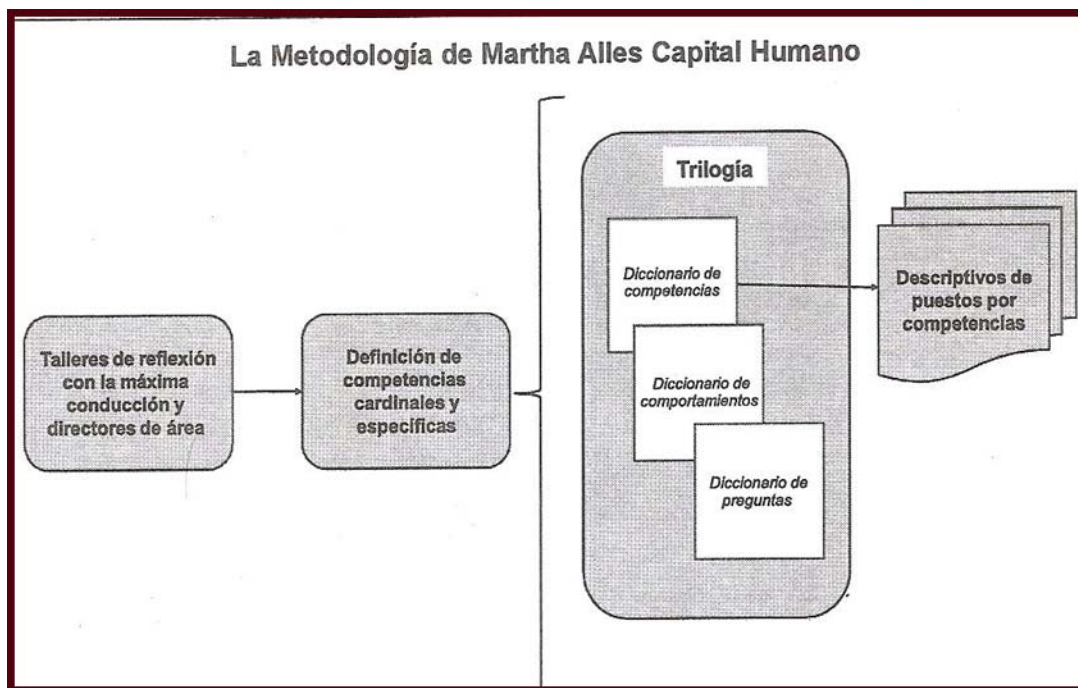 La Metodología de Martha Alles Capital Humano
Talleres de reflexión
con la máxima
conducción y
directores de área
Definición de
competencias
cardinales y
específicas
Trilogía
Diccionario de
competencias
Diccionario de
comportamientos
Diccionario de
preguntas
Descriptivos de
puestos por
competencias